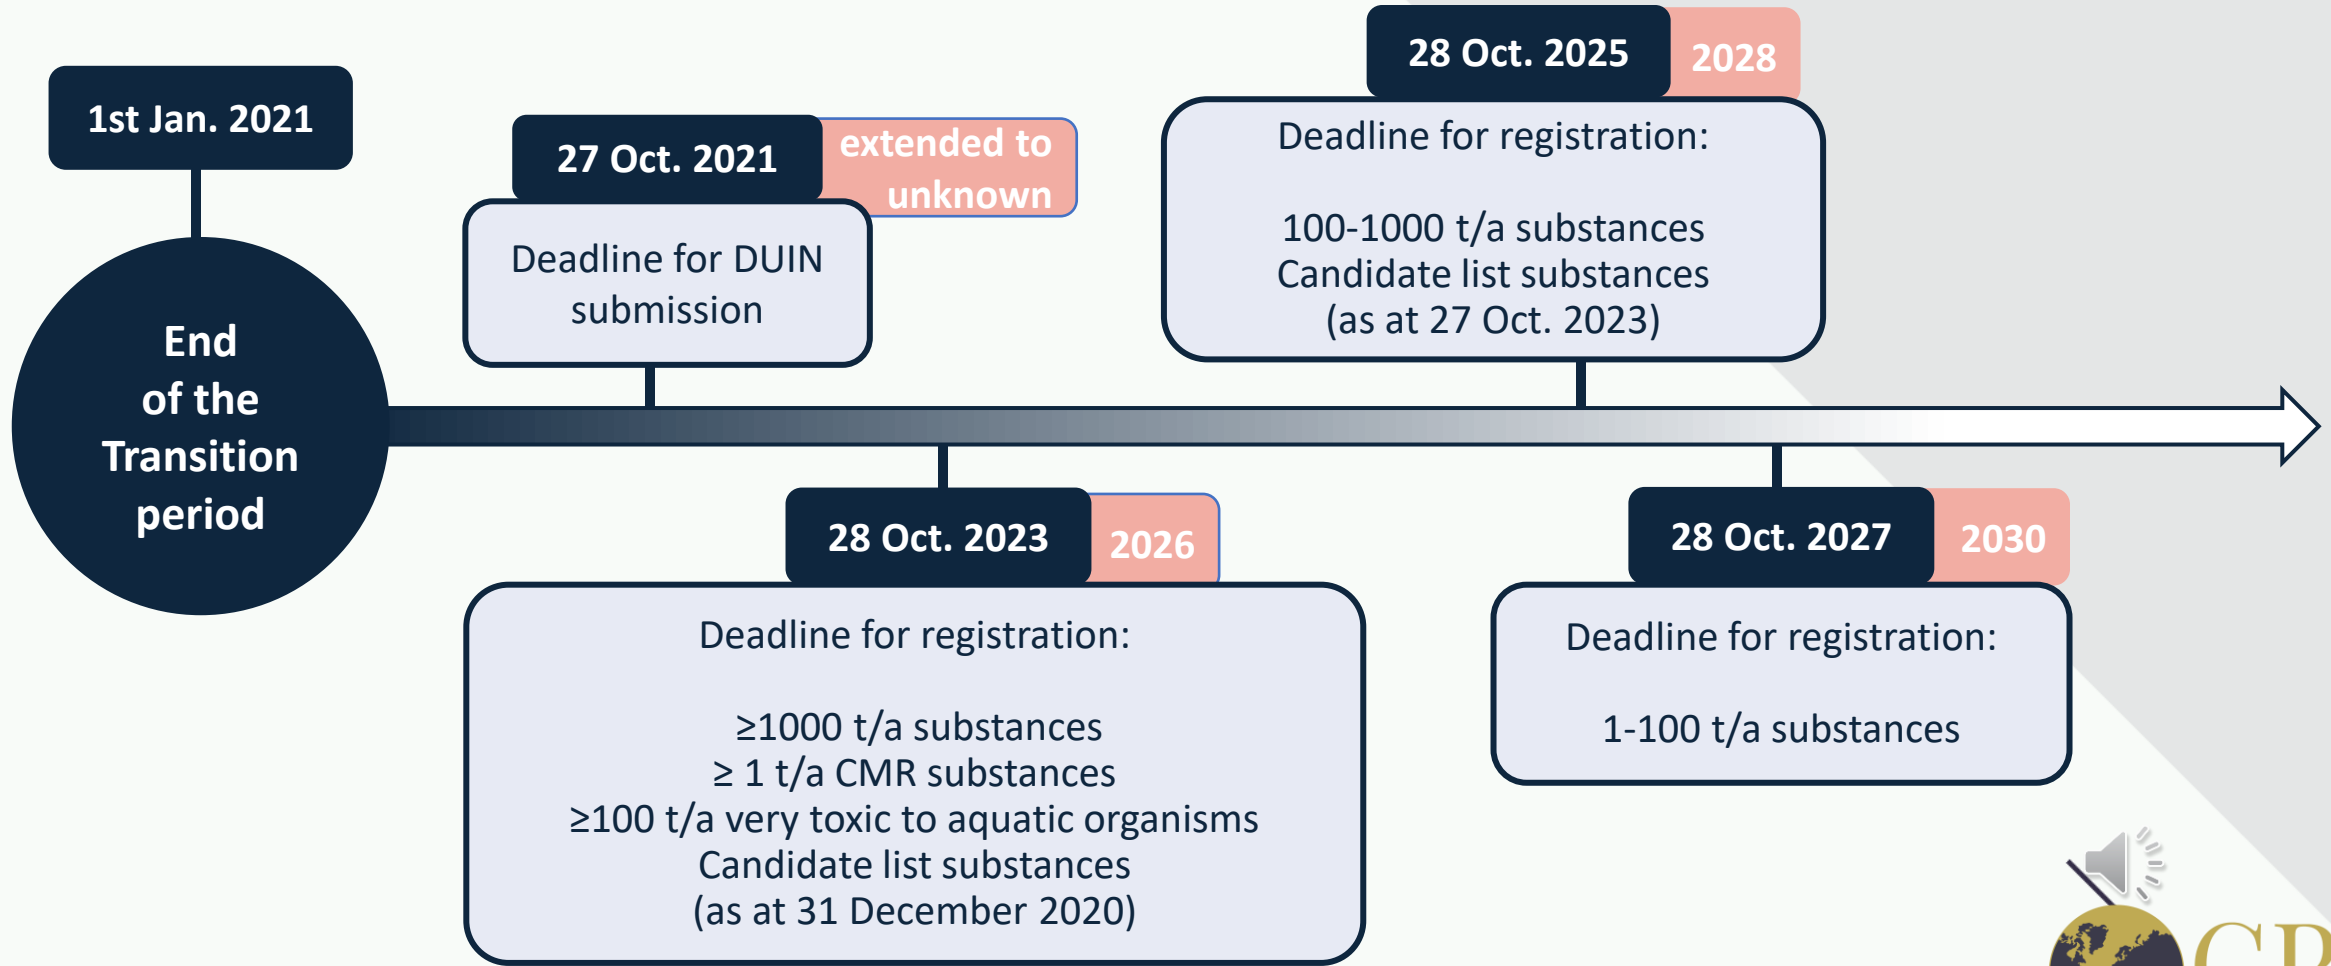 1st Jan. 2021
End
of the
Transition
period
27 Oct. 2021
extended to
unknown
Deadline for DUIN
submission
28 Oct. 2023
2026
Deadline for registration:
≥1000 t/a substances
≥ 1 t/a CMR substances
≥100 t/a very toxic to aquatic organisms
Candidate list substances
(as at 31 December 2020)
28 Oct. 2025
2028
Deadline for registration:
100-1000 t/a substances
Candidate list substances
(as at 27 Oct. 2023)
28 Oct. 2027
2030
Deadline for registration:
1-100 t/a substances